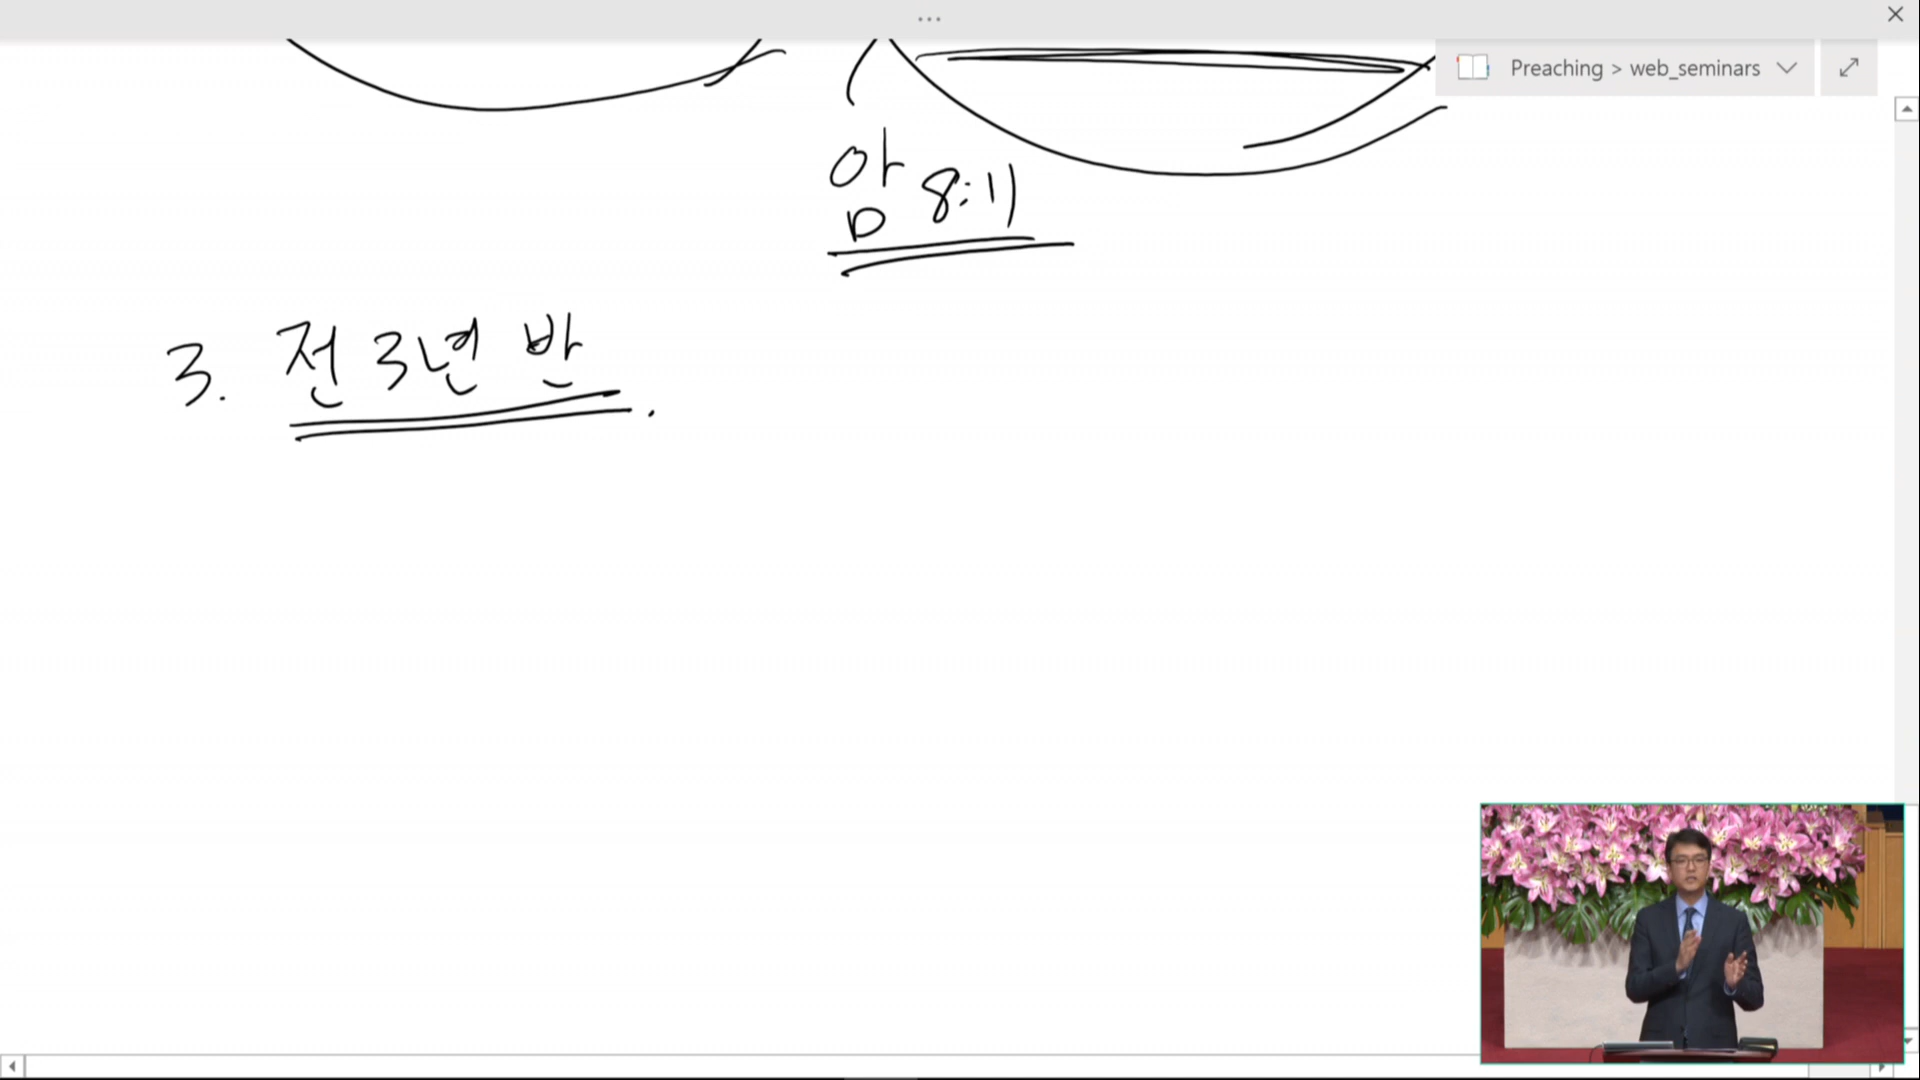 Preaching > web_seminars
암 8:11
3. 전 3년 반.